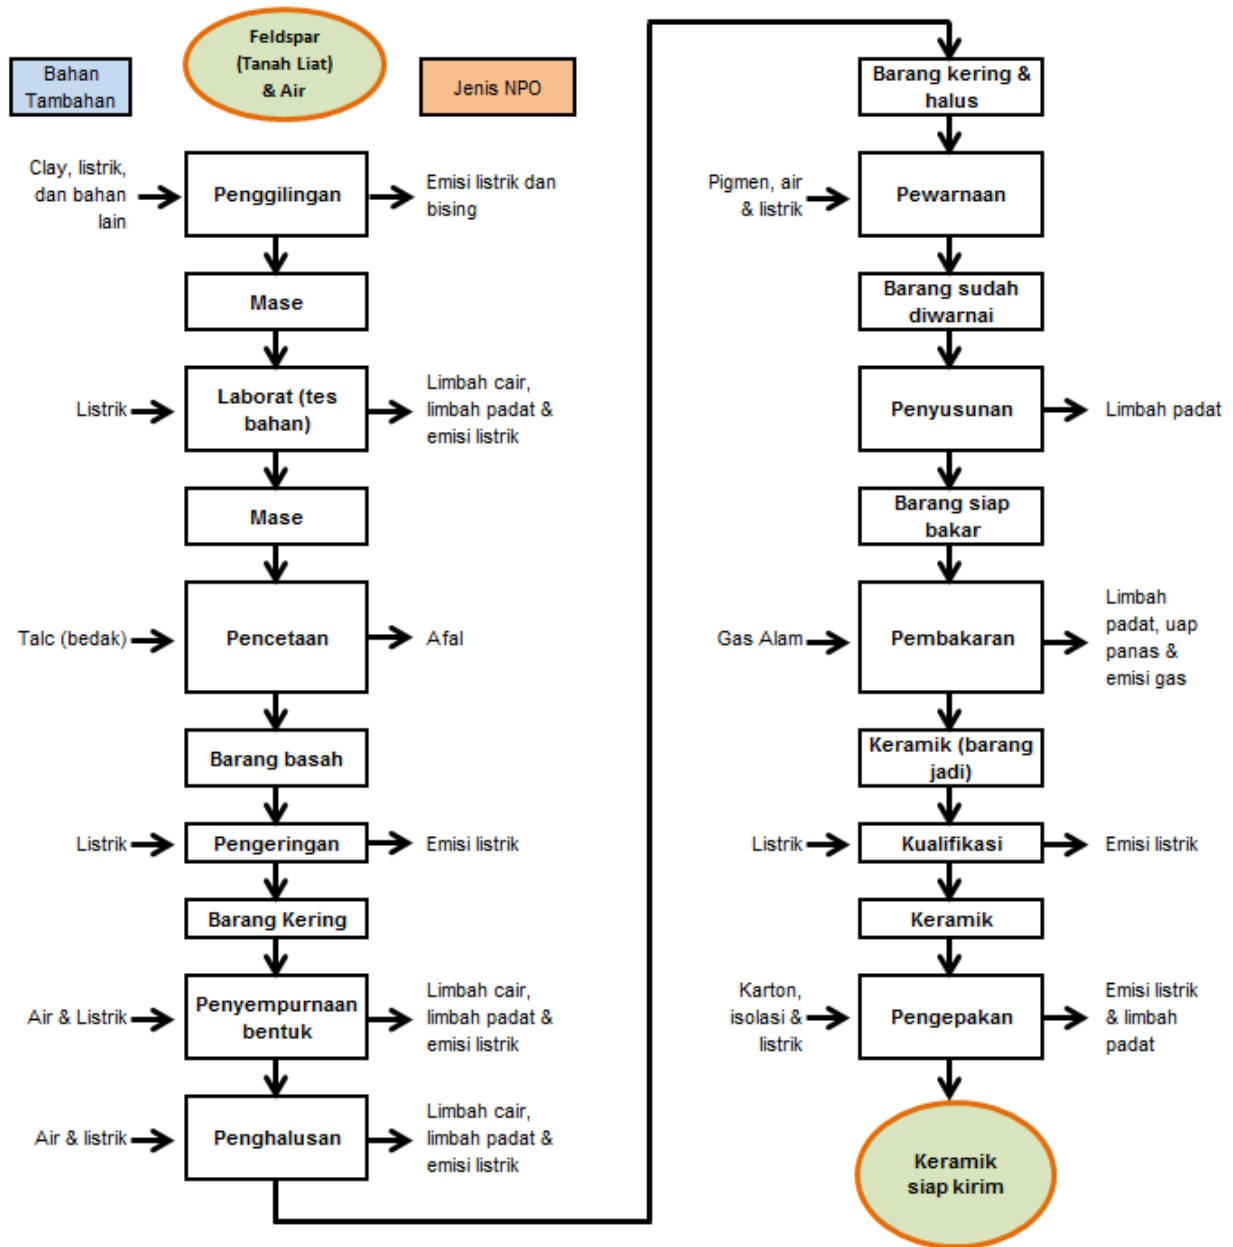 Bahan
Tambahan
Feldspar
(Tanah Liat)
& Air
Jenis NPO
Clay, listrik,
dan bahan
lain
Penggilingan
Emisi listrik dan
bising
Mase
Listrik
Laborat (tes
bahan)
Limbah cair,
limbah padat &
emisi listrik
Mase
Talc (bedak)
Pencetaan
Afal
Barang basah
Listrik
Pengeringan
Emisi listrik
Barang Kering
Air & Listrik
Penyempurnaan
bentuk
Limbah cair,
limbah padat &
emisi listrik
Air & listrik
Penghalusan
Limbah cair,
limbah padat &
emisi listrik
Barang kering &
halus
Pigmen, air
& listrik
Pewarnaan
Barang sudah
diwarnai
Penyusunan
Limbah padat
Barang siap
bakar
Gas Alam
Pembakaran
Limbah
padat, uap
panas &
emisi gas
Keramik (barang
jadi)
Listrik
Kualifikasi
Emisi listrik
Keramik
Karton,
isolasi &
listrik
Pengepakan
Emisi listrik
& limbah
padat
Keramik
siap kirim